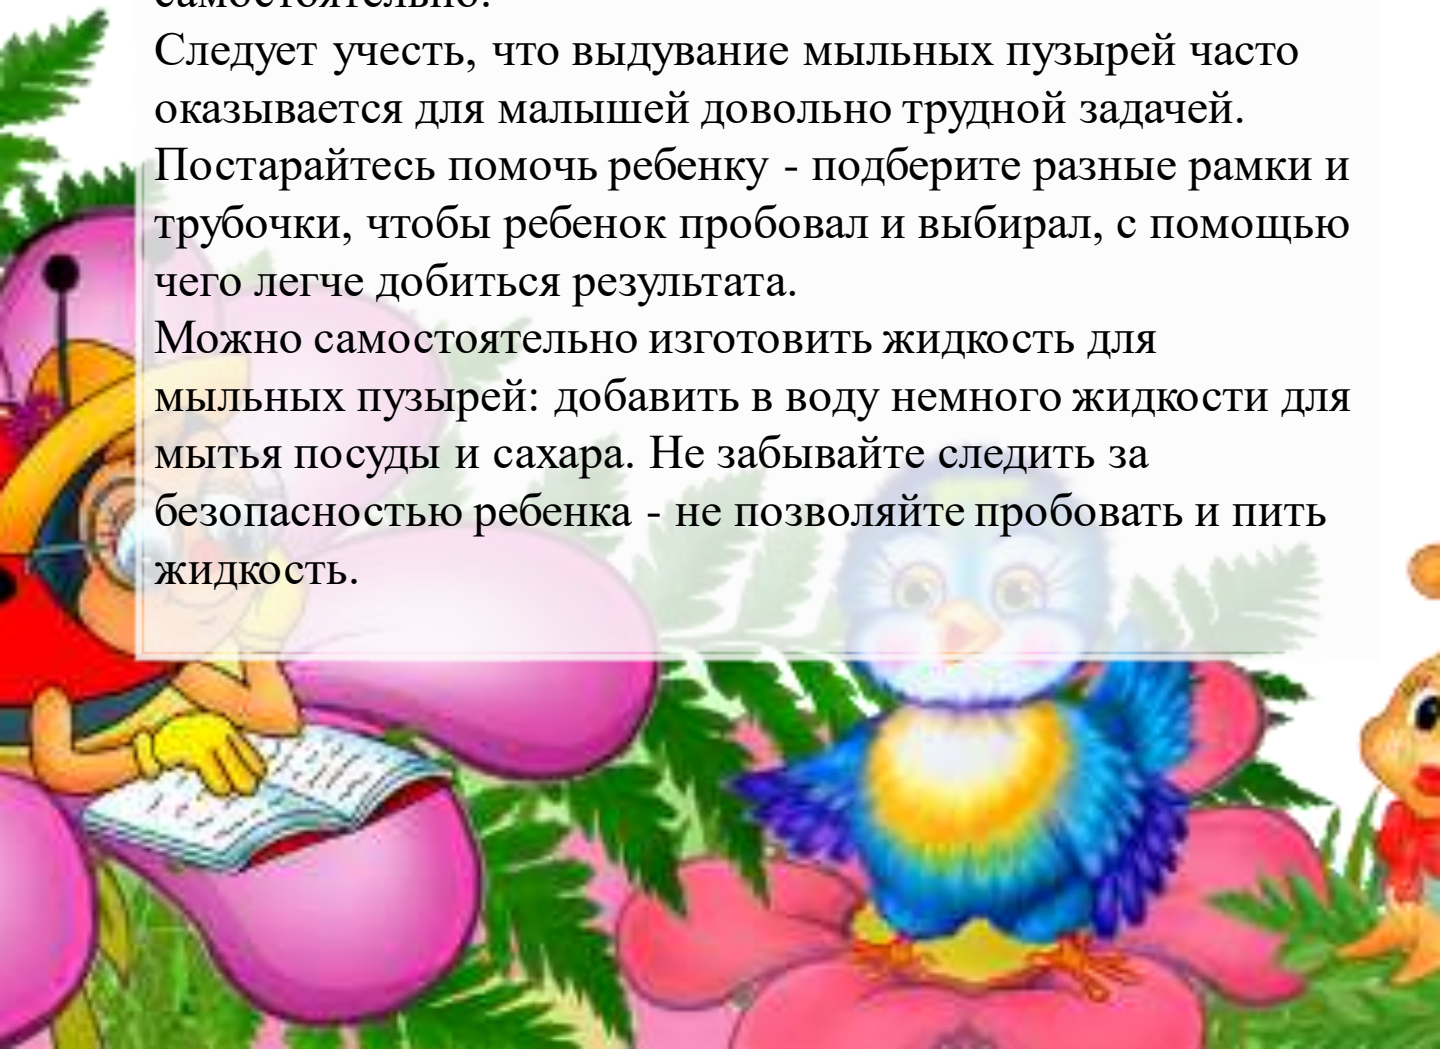 самостоятельно.
Следует учесть, что выдувание мыльных пузырей часто
оказывается для малышей довольно трудной задачей.
Постарайтесь помочь ребенку - подберите разные рамки и
трубочки, чтобы ребенок пробовал и выбирал, с помощью
чего легче добиться результата.
Можно самостоятельно изготовить жидкость для
мыльных пузырей: добавить в воду немного жидкости для
мытья посуды и сахара. Не забывайте следить за
безопасностью ребенка - не позволяйте пробовать и пить
жидкость.